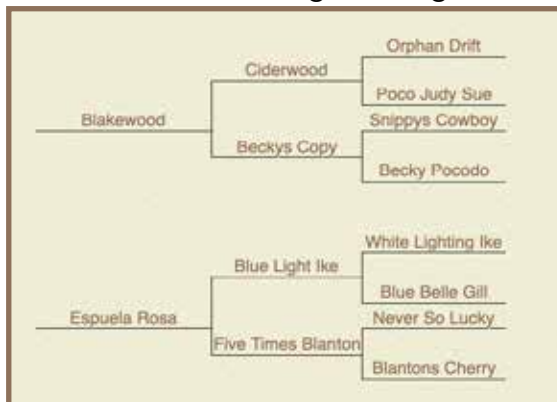 Orphan Drift
Ciderwood
Poco Judy Sue
Blakewood
Snippys Cowboy
Beckys Copy
Becky Pocodo
White Lighting Ike
Blue Light Ike
Blue Belle Gill
Espuela Rosa
Never So Lucky
Five Times Blanton
Blantons Cherry